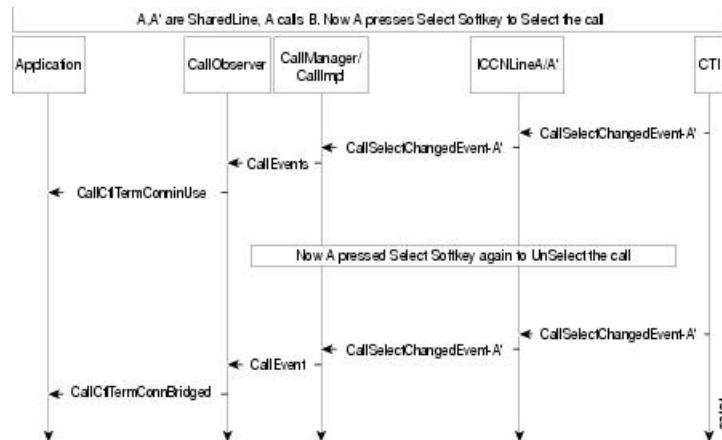 A,A' are SharedLine, A calls B. Now A presses Select Softkey to Select the call
Application
CallObserver
CallManager/
CallImpl
ICCNLineA/A'
CTI
CallSelectChangedEvent-A'
CallSelectChangedEvent-A'
CallEvents
CallCtlTermConninUse
Now A pressed Select Softkey again to UnSelect the call
CallSelectChangedEvent-A'
CallSelectChangedEvent-A'
CallEvent
CallCtlTermConnBridged